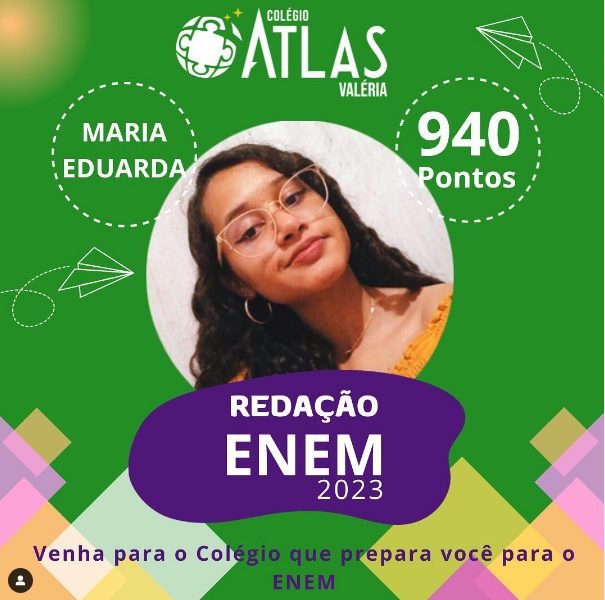 COLÉGIO
ATLAS
VALÉRIA
MARIA
EDUARDA
940
Pontos
REDAÇÃO
ENEM
2023
Venha para o Colégio que prepara você para o
ENEM